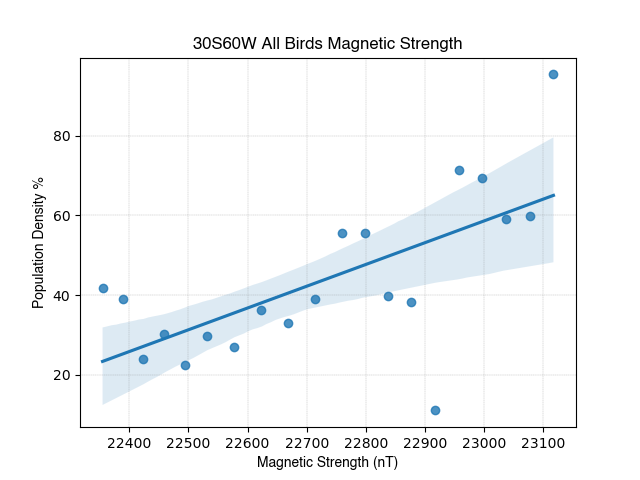 30S60W All Birds Magnetic Strength
80
60
40
20
Population Density %
22400 22500 22600 22700 22800 22900 23000 23100
Magnetic Strength (nT)